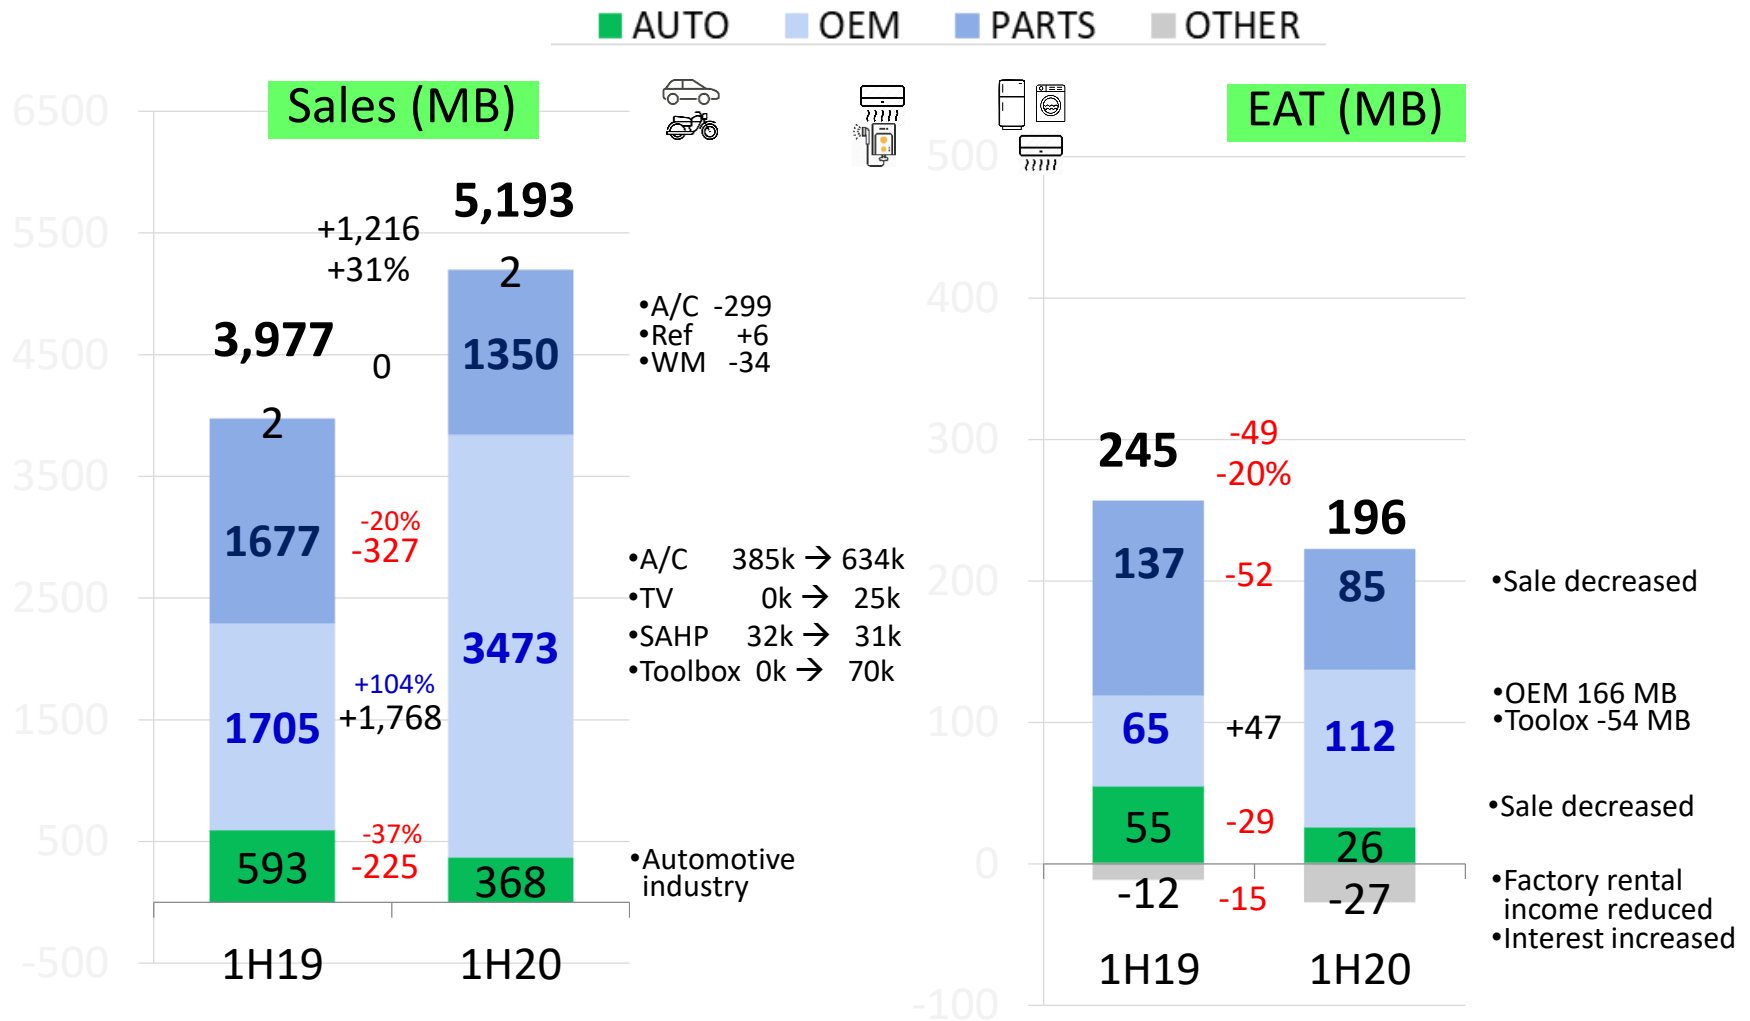 AUTO OEM PARTS OTHER
Sales (MB)
6500
5500
4500
3500
2500
1500
500
-500
3,977
2
1677
1705
593
+1,216
+31%
0
-20%
-327
+104%
+1,768
-37%
-225
5,193
2
1350
3473
368
1H19 1H20
•A/C -299
•Ref +6
•WM -34
•A/C 385k → 634k
•TV 0k → 25k
•SAHP 32k → 31k
•Toolbox 0k → 70k
•Automotive
industry
EAT (MB)
500
400
300
200
100
0
-100
245
137
65
55
-12
-49
-20%
-52
+47
-29
-15
196
85
112
26
-27
1H19 1H20
•Sale decreased
•OEM 166 MB
•Toolox -54 MB
•Sale decreased
•Factory rental
income reduced
•Interest increased